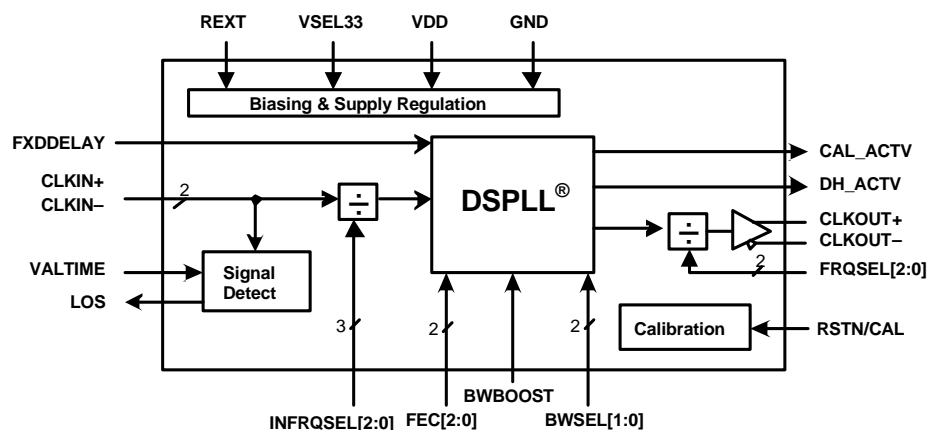 REXT VSEL33 VDD GND
Biasing & Supply Regulation
FXDDELAY
CAL_ACTV
CLKIN+
CLKIN–
2
÷
DSPLL®
DH_ACTV
÷
CLKOUT+
CLKOUT–
VALTIME
LOS
Signal
Detect
2
FRQSEL[2:0]
3
2
2
Calibration
RSTN/CAL
BWBOOST
INFRQSEL[2:0] FEC[2:0] BWSEL[1:0]